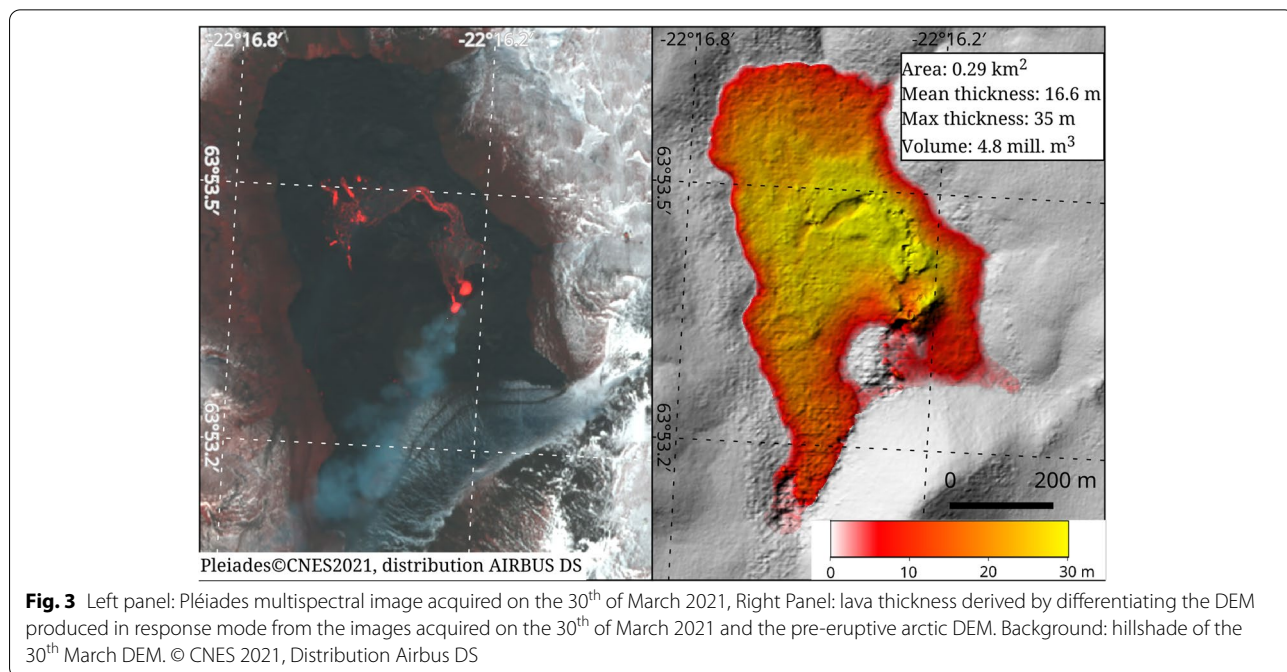 -22°16.8′ -22°16.2′
63°53.5′
63°53.2′
Pleiades©CNES2021, distribution AIRBUS DS
-22°16.8′ -22°16.2′
Area: 0.29 km²
Mean thickness: 16.6 m
Max thickness: 35 m
Volume: 4.8 mill. m³
63°53.5′
63°53.2′
0 200 m
0 10 20 30 m
Fig. 3 Left panel: Pléiades multispectral image acquired on the 30th of March 2021, Right Panel: lava thickness derived by differentiating the DEM
produced in response mode from the images acquired on the 30th of March 2021 and the pre-eruptive arctic DEM. Background: hillshade of the
30th March DEM. © CNES 2021, Distribution Airbus DS